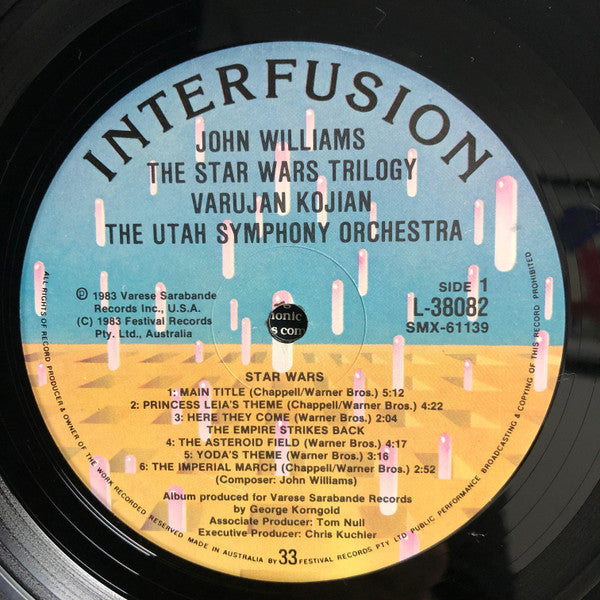 INTERFUSION
JOHN WILLIAMS
THE STAR WARS TRILOGY
VARUJAN KOJIAN
THE UTAH SYMPHONY ORCHESTRA
Ⓟ 1983 Varese Sarabande
Records Inc., U.S.A.
(C) 1983 Festival Records
Pty. Ltd., Australia
SIDE 1
L-38082
SMX-61139
STAR WARS
1: MAIN TITLE (Chappell/Warner Bros.) 5:12
2: PRINCESS LEIA'S THEME (Chappell/Warner Bros.) 4:22
3: HERE THEY COME (Warner Bros.) 2:04
THE EMPIRE STRIKES BACK
4: THE ASTEROID FIELD (Warner Bros.) 4:17
5: YODA'S THEME (Warner Bros.) 3:16
6: THE IMPERIAL MARCH (Chappell/Warner Bros.) 2:52
(Composer: John Williams)
Album produced for Varese Sarabande Records
by George Korngold
Associate Producer: Tom Null
Executive Producer: Chris Kuchler
33
ALL RIGHTS OF RECORD PRODUCER & OWNER OF THE WORK RECORDED RESERVED MADE IN AUSTRALIA BY FESTIVAL RECORDS PTY LTD PUBLIC PERFORMANCE BROADCASTING & COPYING OF THIS RECORD PROHIBITED